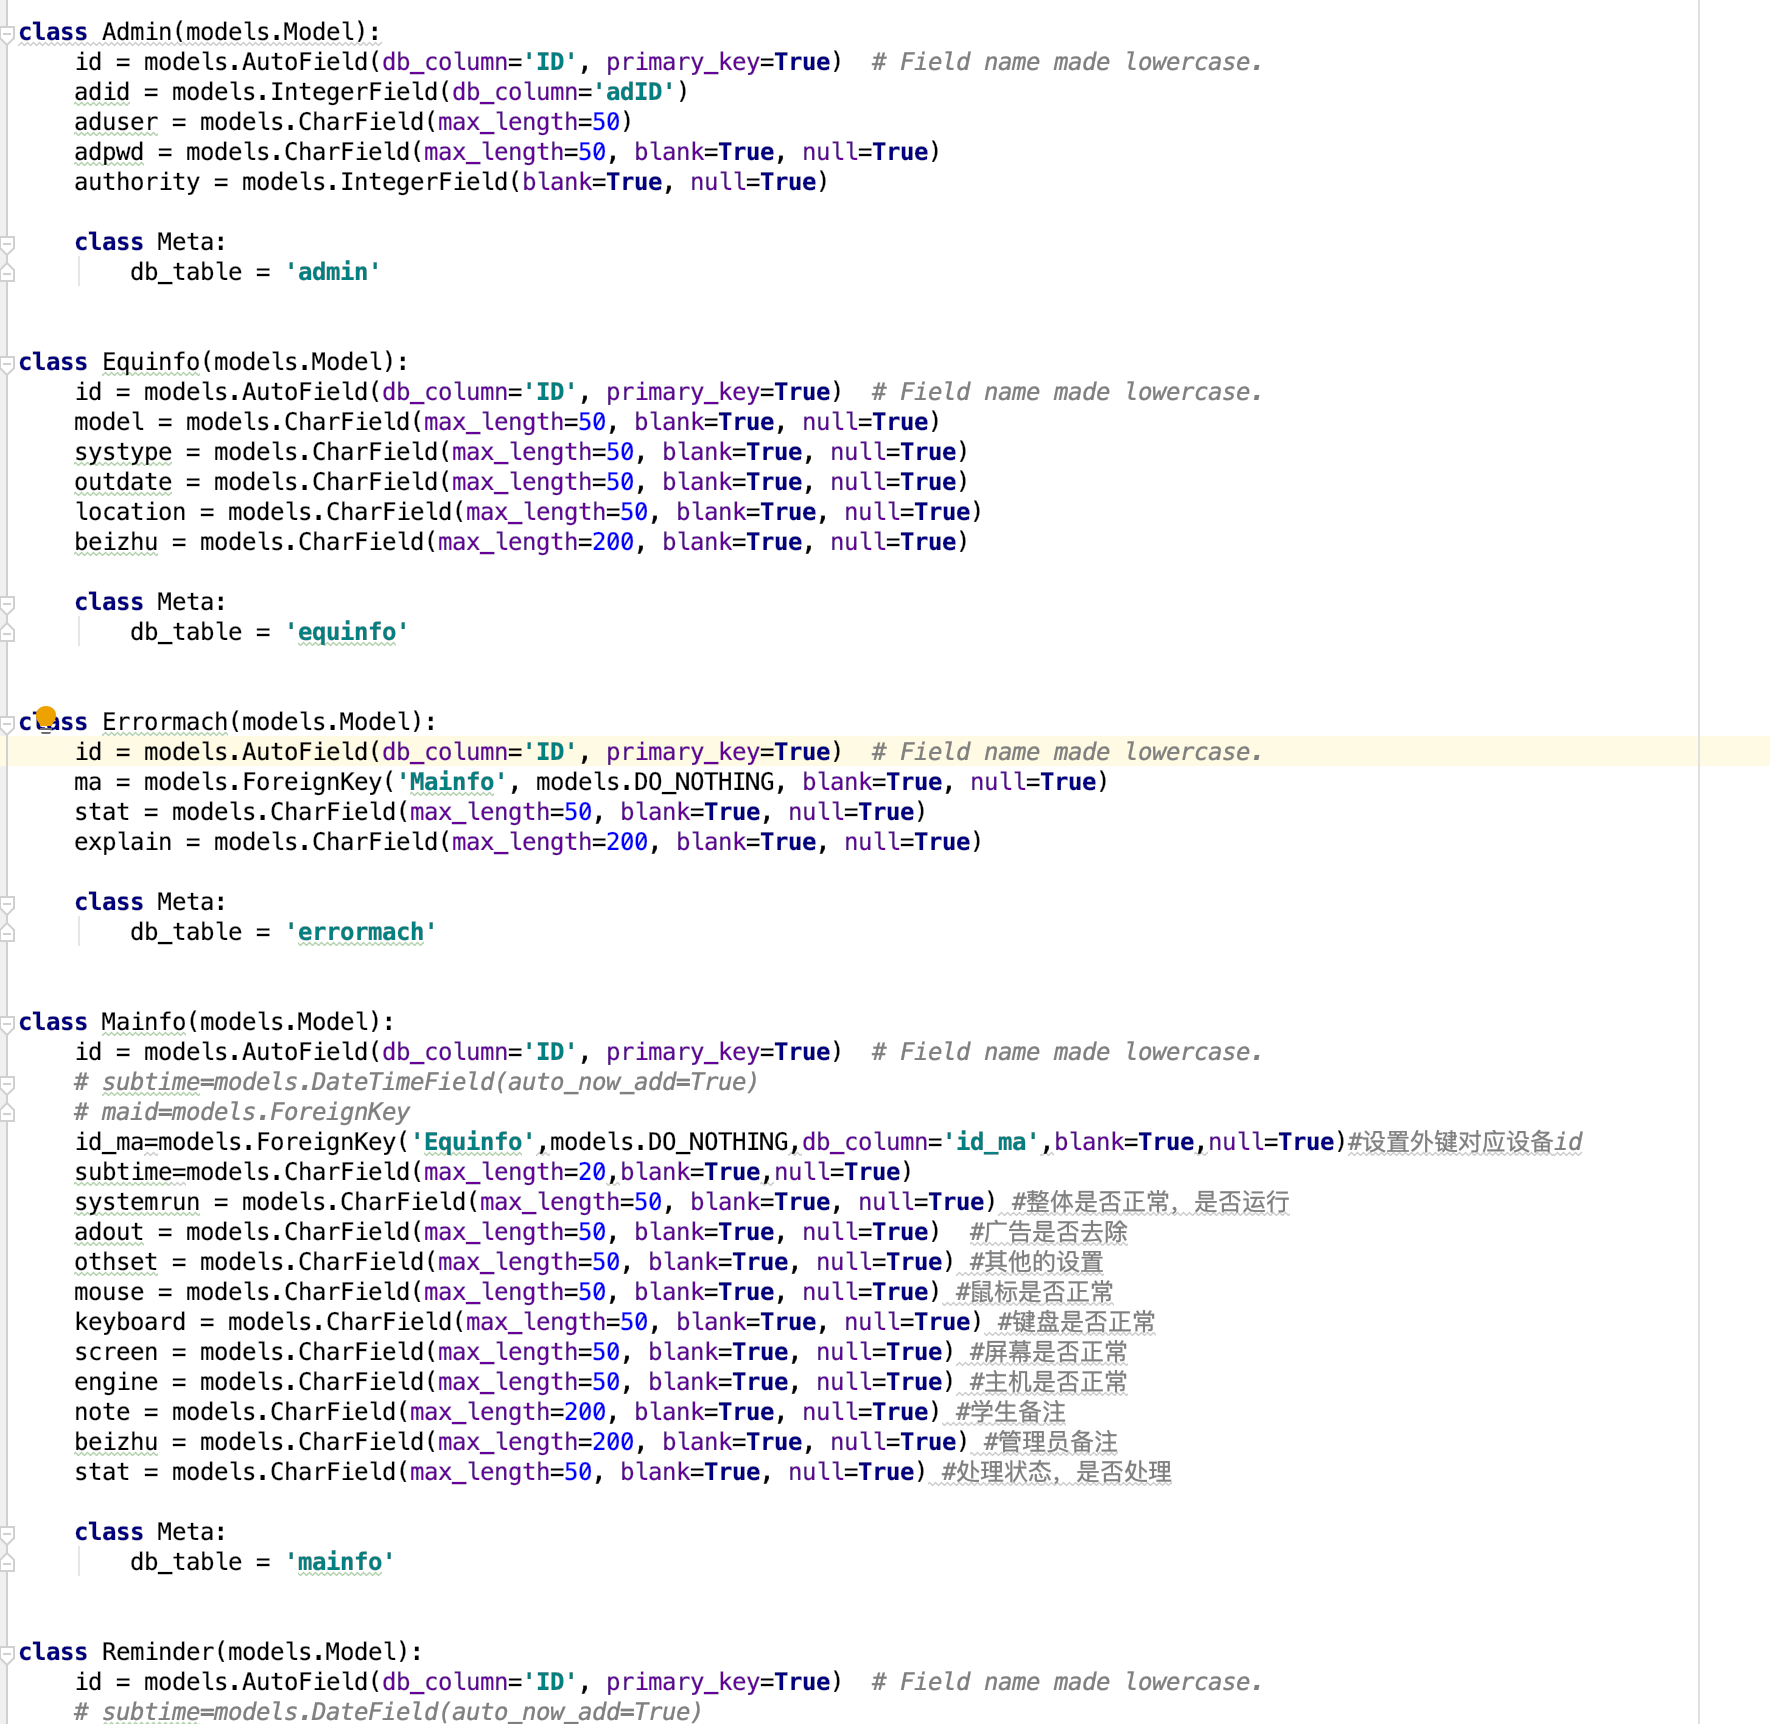 class Admin(models.Model):
    id = models.AutoField(db_column='ID', primary_key=True)  # Field name made lowercase.
    adid = models.IntegerField(db_column='adID')
    aduser = models.CharField(max_length=50)
    adpwd = models.CharField(max_length=50, blank=True, null=True)
    authority = models.IntegerField(blank=True, null=True)
    class Meta:
        db_table = 'admin'
class Equinfo(models.Model):
    id = models.AutoField(db_column='ID', primary_key=True)  # Field name made lowercase.
    model = models.CharField(max_length=50, blank=True, null=True)
    systype = models.CharField(max_length=50, blank=True, null=True)
    outdate = models.CharField(max_length=50, blank=True, null=True)
    location = models.CharField(max_length=50, blank=True, null=True)
    beizhu = models.CharField(max_length=200, blank=True, null=True)
    class Meta:
        db_table = 'equinfo'
class Errormach(models.Model):
    id = models.AutoField(db_column='ID', primary_key=True)  # Field name made lowercase.
    ma = models.ForeignKey('Mainfo', models.DO_NOTHING, blank=True, null=True)
    stat = models.CharField(max_length=50, blank=True, null=True)
    explain = models.CharField(max_length=200, blank=True, null=True)
    class Meta:
        db_table = 'errormach'
class Mainfo(models.Model):
    id = models.AutoField(db_column='ID', primary_key=True)  # Field name made lowercase.
    # subtime=models.DateTimeField(auto_now_add=True)
    # maid=models.ForeignKey
    id_ma=models.ForeignKey('Equinfo',models.DO_NOTHING,db_column='id_ma',blank=True,null=True)#设置外键对应设备id
    subtime=models.CharField(max_length=20,blank=True,null=True)
    systemrun = models.CharField(max_length=50, blank=True, null=True) #整体是否正常，是否运行
    adout = models.CharField(max_length=50, blank=True, null=True)  #广告是否去除
    othset = models.CharField(max_length=50, blank=True, null=True) #其他的设置
    mouse = models.CharField(max_length=50, blank=True, null=True) #鼠标是否正常
    keyboard = models.CharField(max_length=50, blank=True, null=True) #键盘是否正常
    screen = models.CharField(max_length=50, blank=True, null=True) #屏幕是否正常
    engine = models.CharField(max_length=50, blank=True, null=True) #主机是否正常
    note = models.CharField(max_length=200, blank=True, null=True) #学生备注
    beizhu = models.CharField(max_length=200, blank=True, null=True) #管理员备注
    stat = models.CharField(max_length=50, blank=True, null=True) #处理状态，是否处理
    class Meta:
        db_table = 'mainfo'
class Reminder(models.Model):
    id = models.AutoField(db_column='ID', primary_key=True)  # Field name made lowercase.
    # subtime=models.DateField(auto_now_add=True)